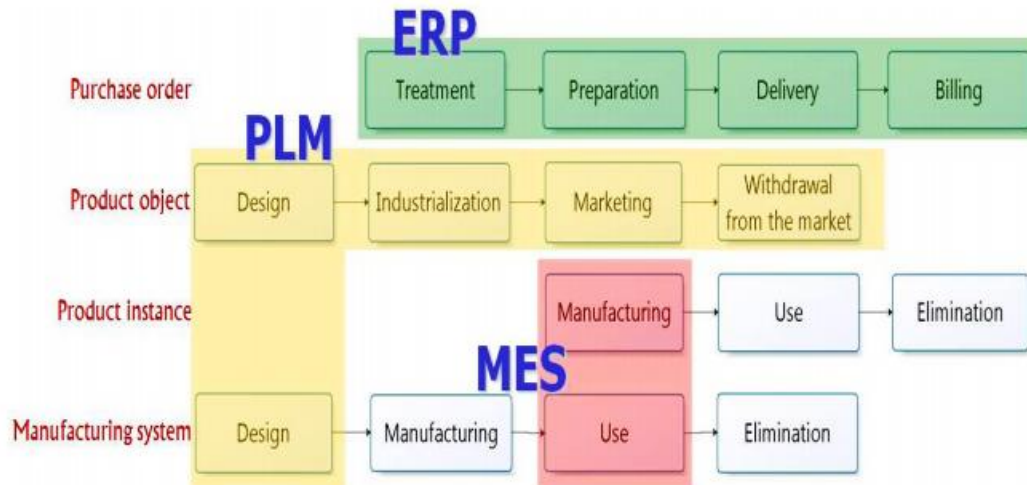 ERP
Purchase order
Treatment
Preparation
Delivery
Billing
PLM
Product object
Design
Industrialization
Marketing
Withdrawal
from the market
Product instance
Manufacturing
Use
Elimination
MES
Manufacturing system
Design
Manufacturing
Use
Elimination